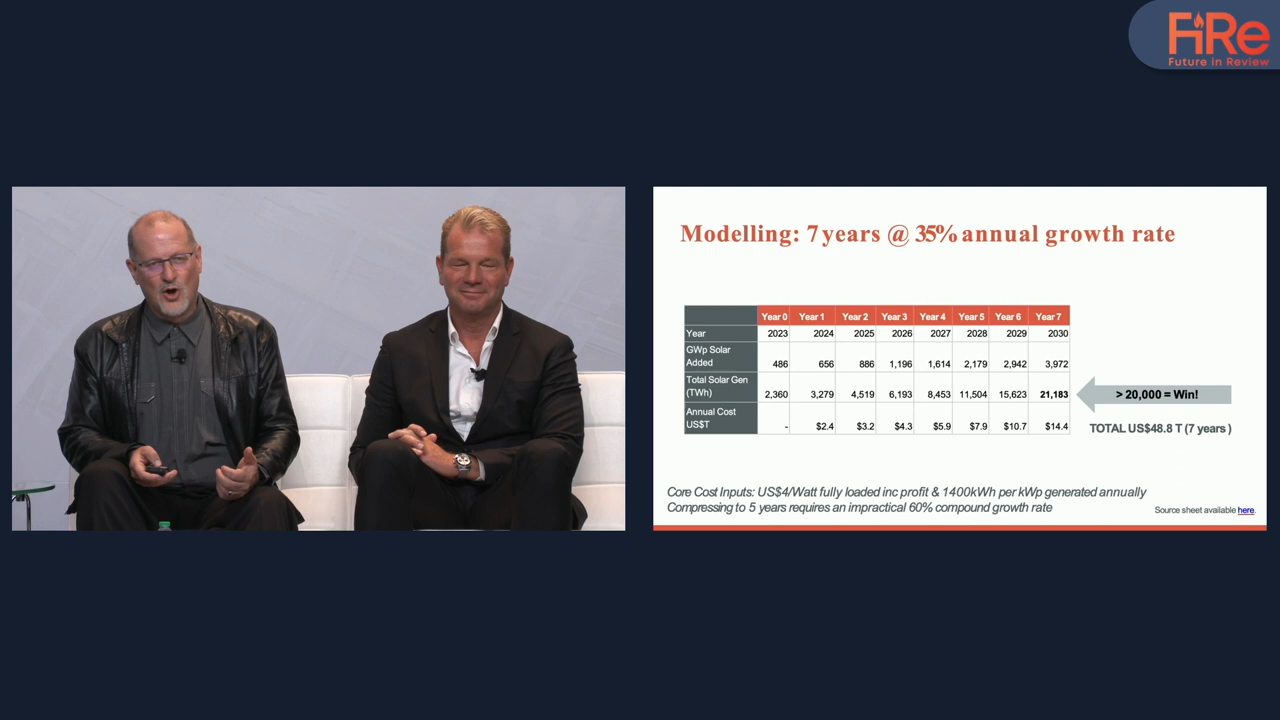 FiRe
Future in Review
Modelling: 7 years @ 35% annual growth rate
Year 0 Year 1 Year 2 Year 3 Year 4 Year 5 Year 6 Year 7
Year 2023 2024 2025 2026 2027 2028 2029 2030
GWp Solar
Added 486 656 886 1,196 1,614 2,179 2,942 3,972
Total Solar Gen
(TWh) 2,360 3,279 4,519 6,193 8,453 11,504 15,623 21,183
> 20,000 = Win!
Annual Cost
US$T - $2.4 $3.2 $4.3 $5.9 $7.9 $10.7 $14.4
TOTAL US$48.8 T (7 years )
Core Cost Inputs: US$4/Watt fully loaded inc profit & 1400kWh per kWp generated annually
Compressing to 5 years requires an impractical 60% compound growth rate
Source sheet available here.